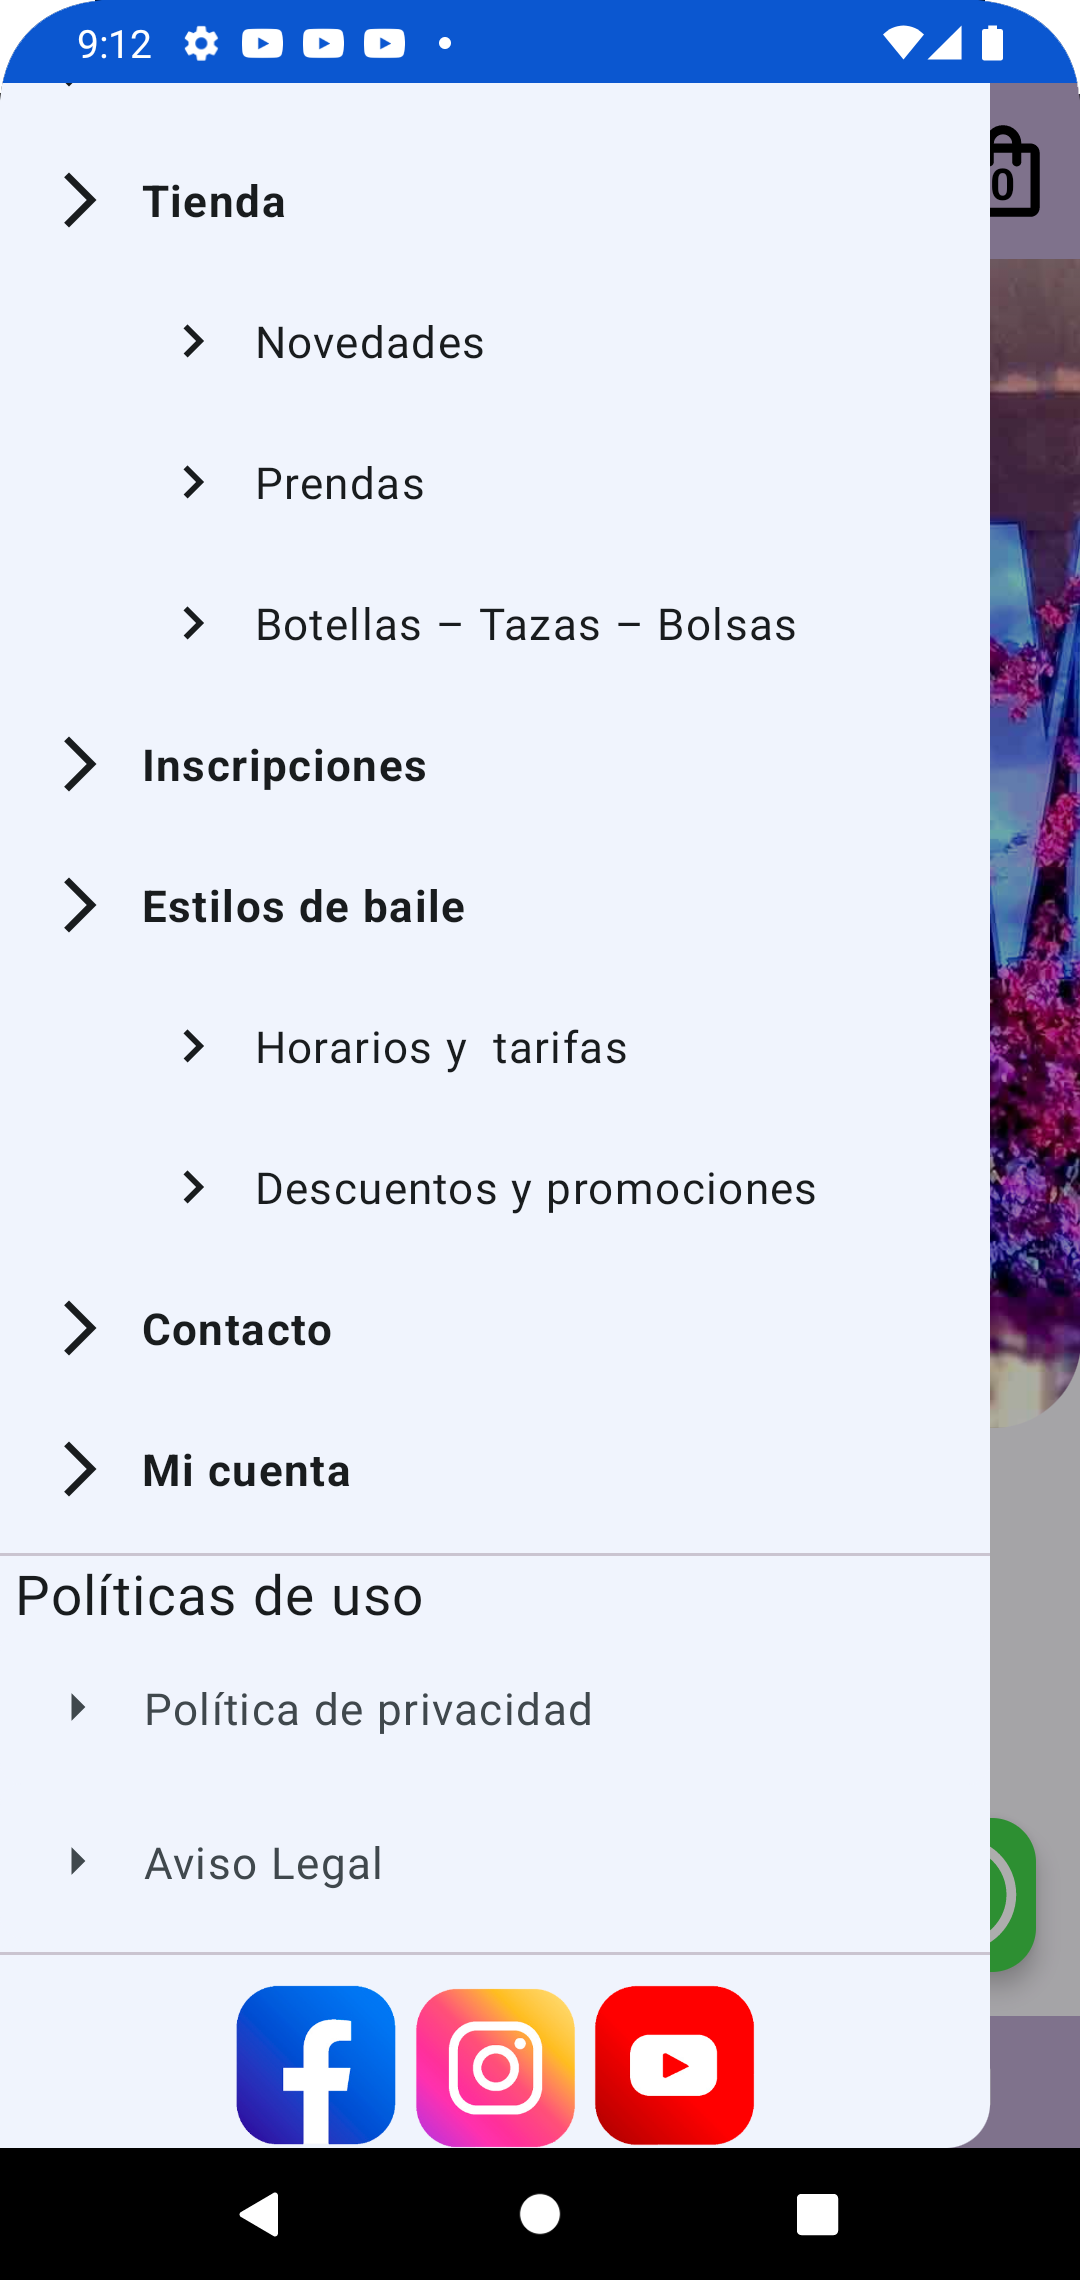 9:12
0
Tienda
Novedades
Prendas
Botellas – Tazas – Bolsas
Inscripciones
Estilos de baile
Horarios y  tarifas
Descuentos y promociones
Contacto
Mi cuenta
Políticas de uso
Política de privacidad
Aviso Legal